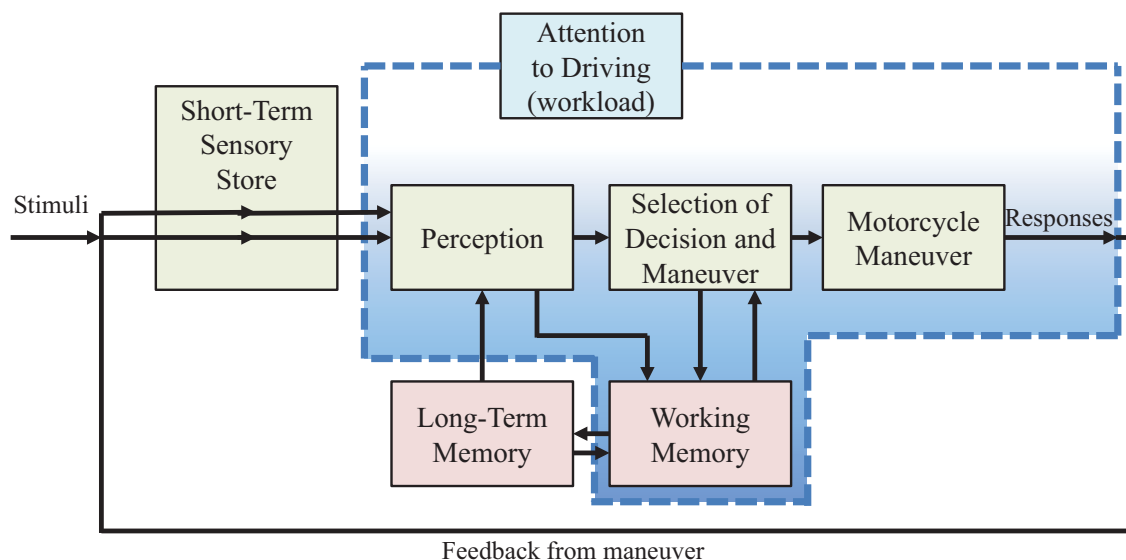 Attention
to Driving
(workload)
Short-Term
Sensory
Store
Stimuli
Perception
Selection of
Decision and
Maneuver
Motorcycle
Maneuver
Responses
Long-Term
Memory
Working
Memory
Feedback from maneuver